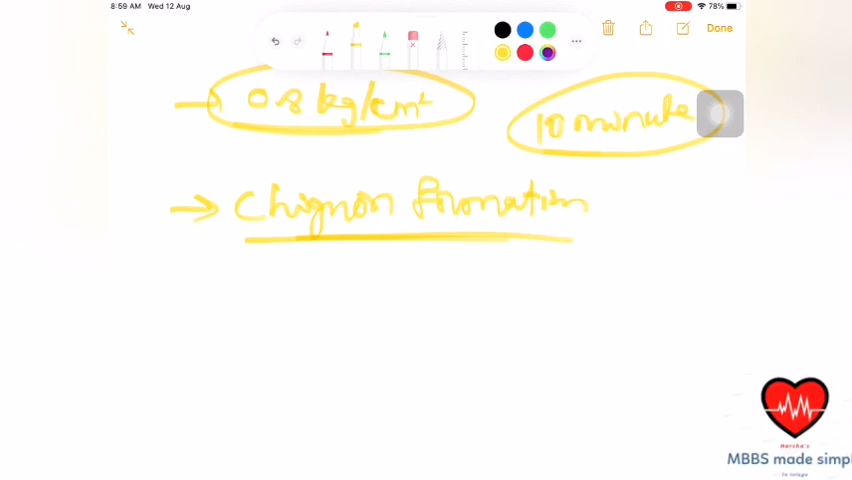 8:59 AM Wed 12 Aug 78%
Done
→ 0.8 kg/cm² 10 minute
→ Chignon Formation
Harsha's
MBBS made simpl